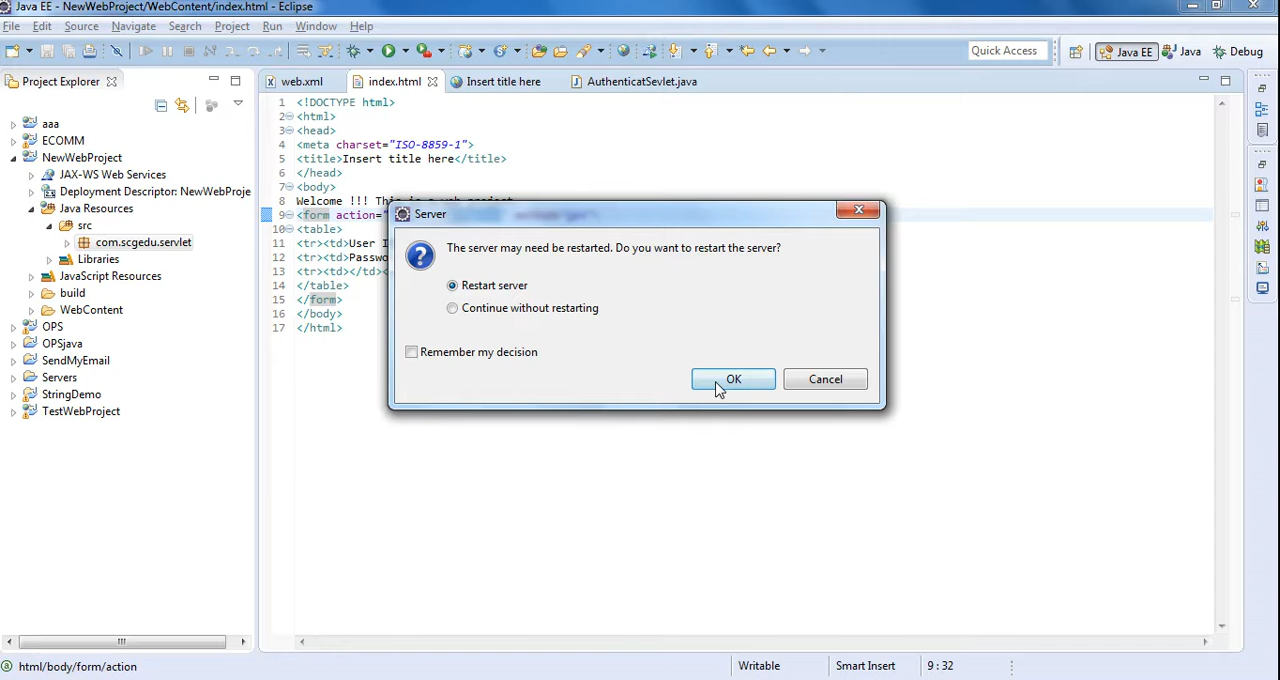 Java EE - NewWebProject/WebContent/index.html - Eclipse
File Edit Source Navigate Search Project Run Window Help
Quick Access Java EE Java Debug
Project Explorer
web.xml index.html Insert title here AuthenticatSevlet.java
aaa
ECOMM
NewWebProject
JAX-WS Web Services
Deployment Descriptor: NewWebProje
Java Resources
src
com.scgedu.servlet
Libraries
JavaScript Resources
build
WebContent
OPS
OPSjava
SendMyEmail
Servers
StringDemo
TestWebProject
1 <!DOCTYPE html>
2 <html>
3 <head>
4 <meta charset="ISO-8859-1">
5 <title>Insert title here</title>
6 </head>
7 <body>
8 Welcome !!! This is a web project
9 <form action="
10 <table>
11 <tr><td>User I
12 <tr><td>Passwo
13 <tr><td></td><
14 </table>
15 </form>
16 </body>
17 </html>
Server
The server may need be restarted. Do you want to restart the server?
Restart server
Continue without restarting
Remember my decision
OK Cancel
html/body/form/action Writable Smart Insert 9 : 32